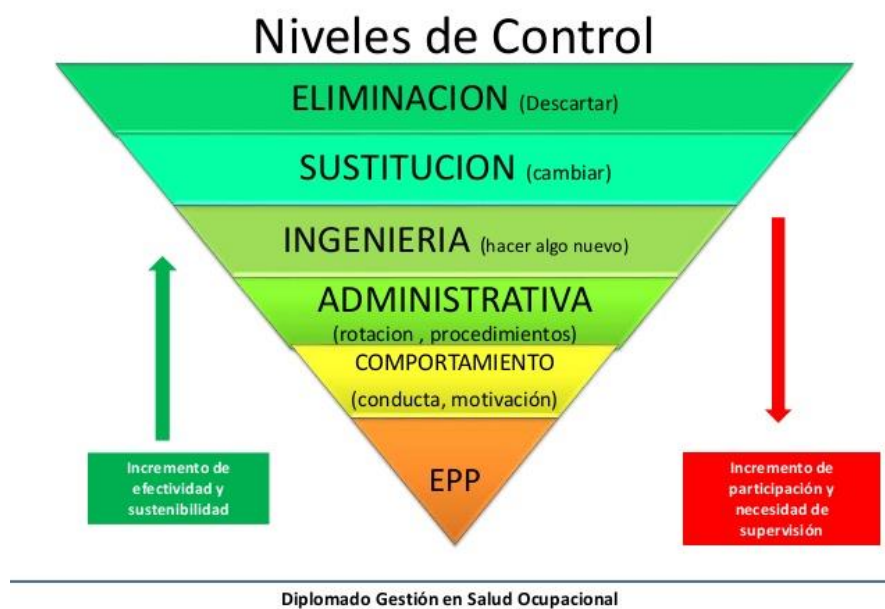 Niveles de Control
ELIMINACION (Descartar)
SUSTITUCION (cambiar)
INGENIERIA (hacer algo nuevo)
ADMINISTRATIVA
(rotacion , procedimientos)
COMPORTAMIENTO
(conducta, motivación)
EPP
Incremento de
efectividad y
sustenibilidad
Incremento de
participación y
necesidad de
supervisión
Diplomado Gestión en Salud Ocupacional